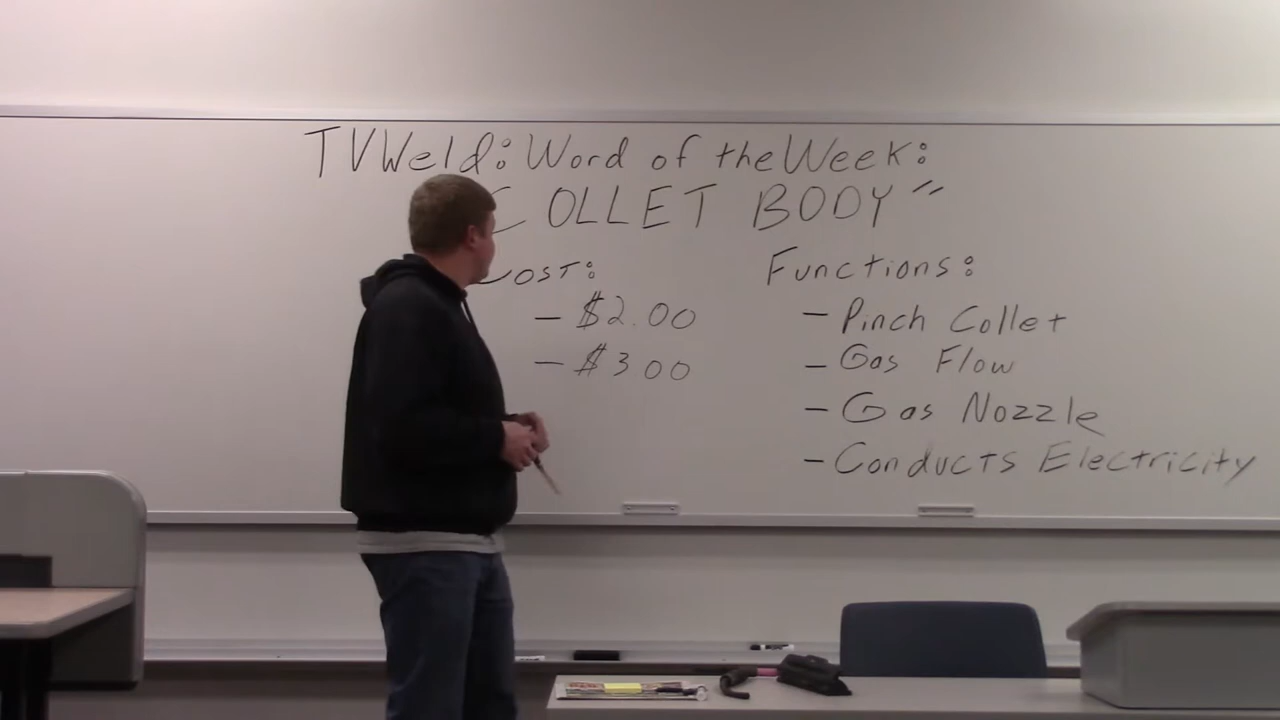 TVWeld: Word of the Week:
COLLET BODY"
Cost:
- $2.00
- $3.00
Functions:
- Pinch Collet
- Gas Flow
- Gas Nozzle
- Conducts Electricity